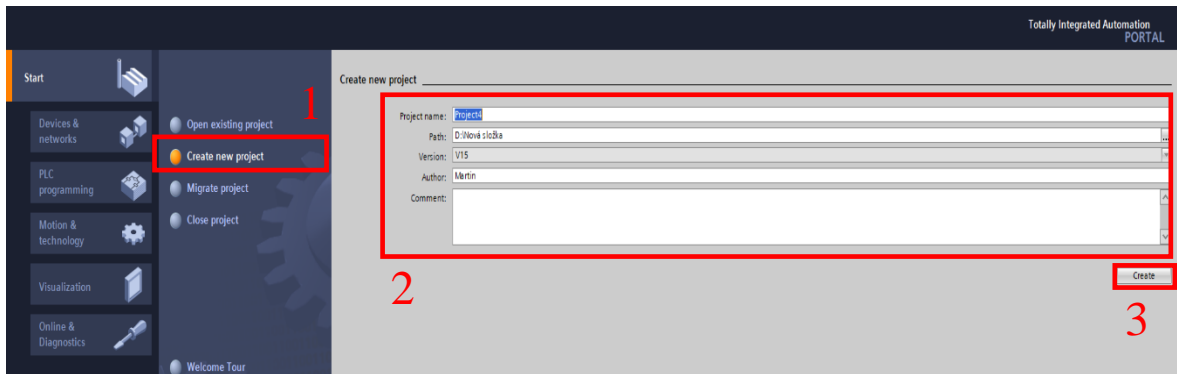 Totally Integrated Automation
PORTAL
Start
Devices &
networks
PLC
programming
Motion &
technology
Visualization
Online &
Diagnostics
1
Open existing project
Create new project
Migrate project
Close project
Welcome Tour
Create new project
Project name: Project4
Path: D:\Nová složka
...
Version: V15
Author: Martin
Comment:
2
Create
3